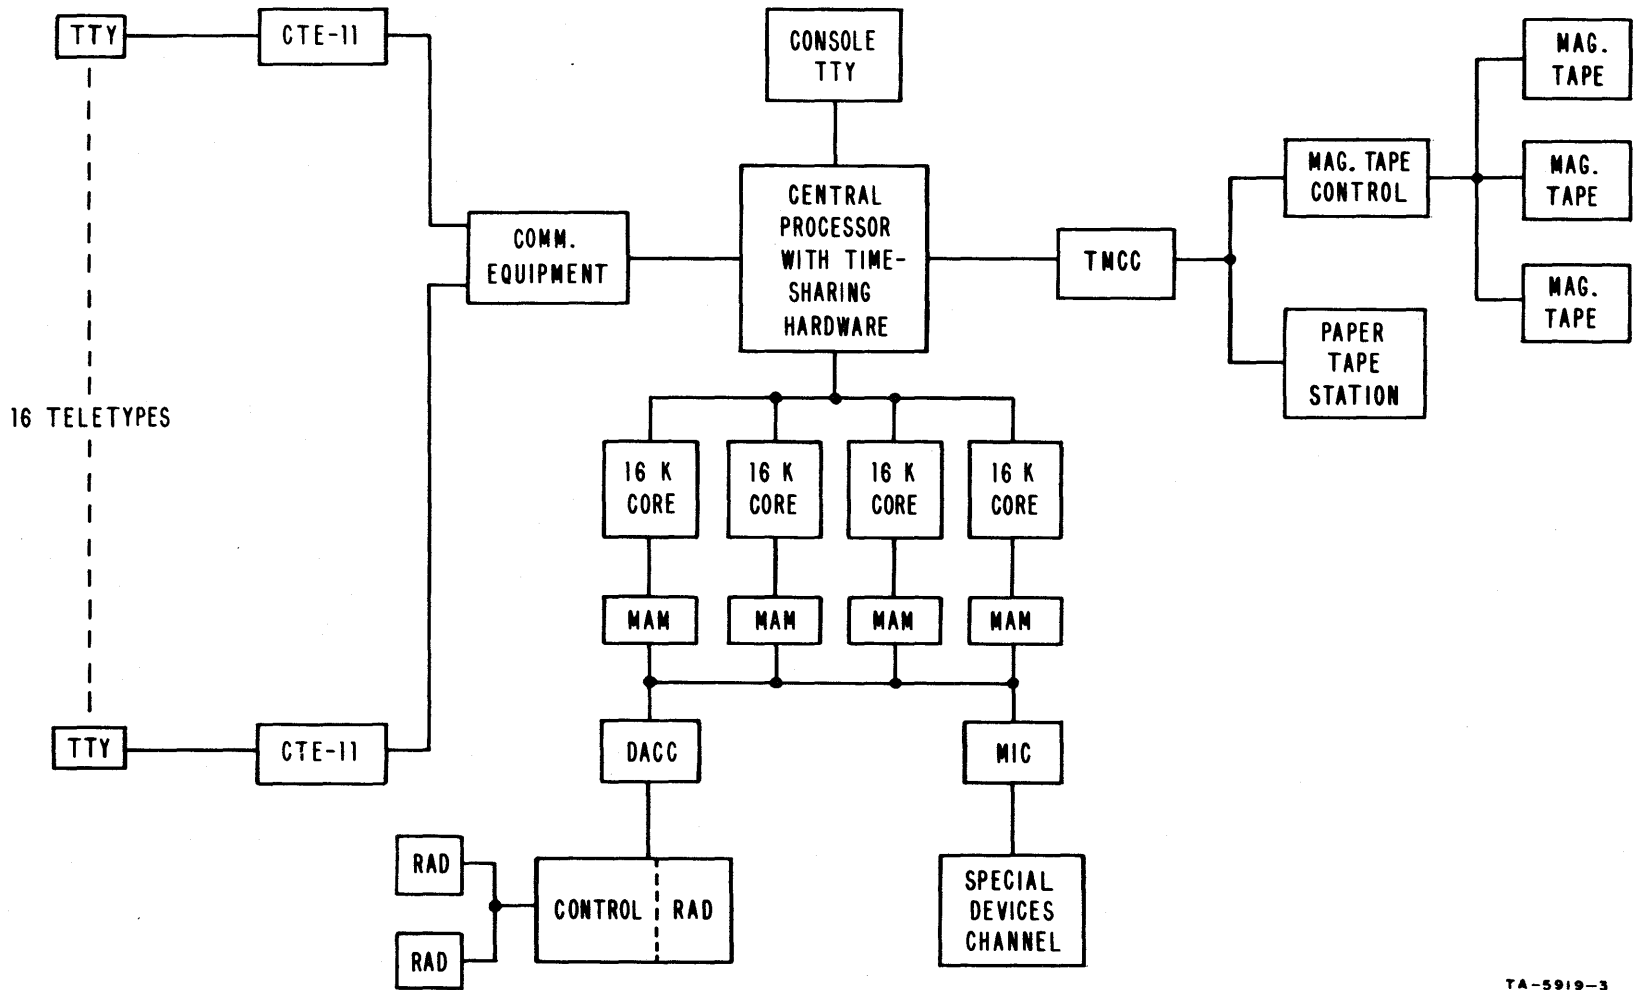 TTY
CTE-11
CONSOLE
TTY
MAG.
TAPE
MAG. TAPE
CONTROL
MAG.
TAPE
CENTRAL
PROCESSOR
WITH TIME-
SHARING
HARDWARE
COMM.
EQUIPMENT
TMCC
MAG.
TAPE
PAPER
TAPE
STATION
16 TELETYPES
16 K
CORE
16 K
CORE
16 K
CORE
16 K
CORE
MAM
MAM
MAM
MAM
TTY
CTE-11
DACC
MIC
RAD
CONTROL
RAD
RAD
SPECIAL
DEVICES
CHANNEL
TA-5919-3